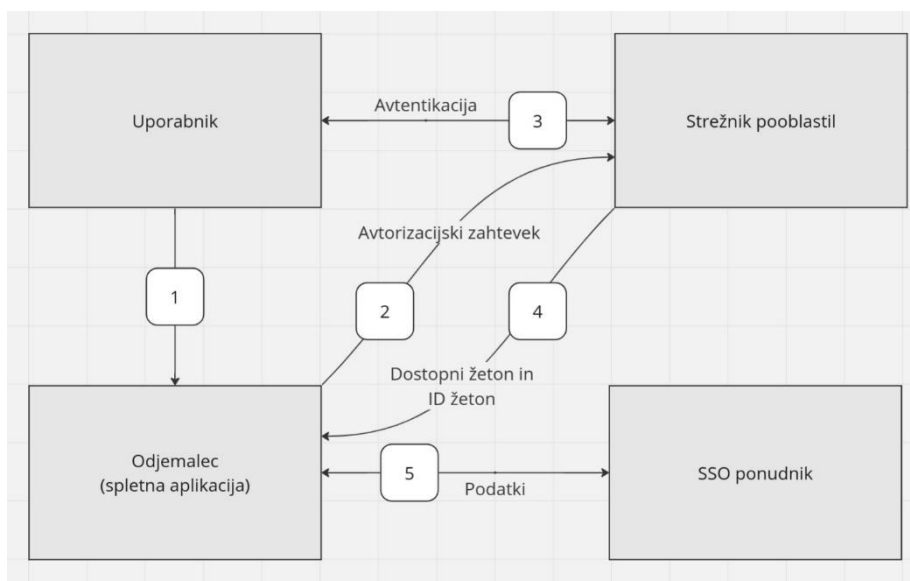 Uporabnik
Avtentikacija
3
Strežnik pooblastil
Avtorizacijski zahtevek
1
2
4
Dostopni žeton in
ID žeton
Odjemalec
(spletna aplikacija)
5
Podatki
SSO ponudnik